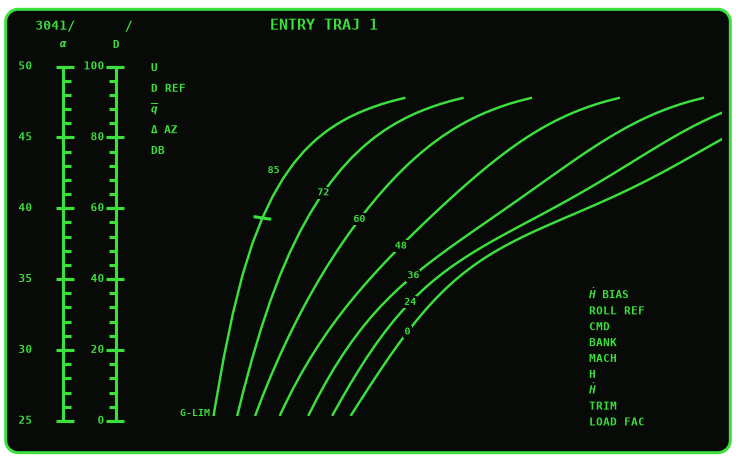 3041/ /
ENTRY TRAJ 1
α D
50 100
45 80
40 60
35 40
30 20
25 0
U
D REF
q̅
Δ AZ
DB
85
72
60
48
36
24
0
G-LIM
Ḣ BIAS
ROLL REF
CMD
BANK
MACH
H
Ḣ
TRIM
LOAD FAC